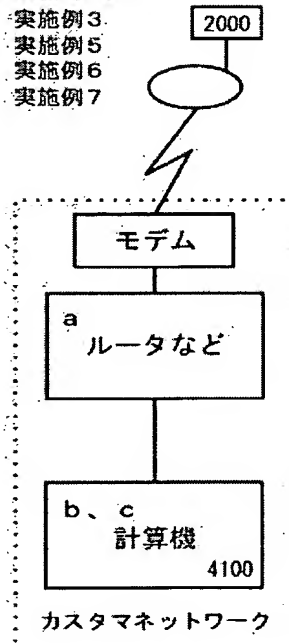 実施例3
実施例5
実施例6
実施例7
2000
モデム
a
ルータなど
b、c
計算機
4100
カスタマネットワーク